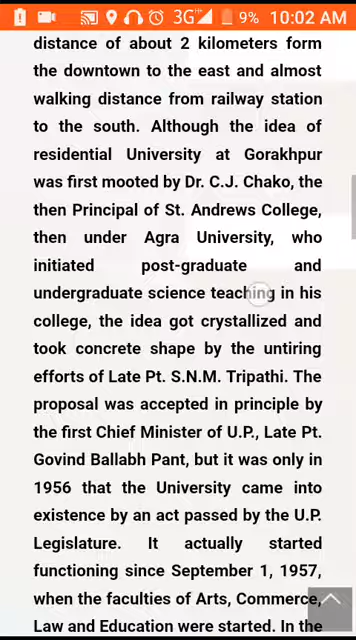 3G 9% 10:02 AM
distance of about 2 kilometers form
the downtown to the east and almost
walking distance from railway station
to the south. Although the idea of
residential University at Gorakhpur
was first mooted by Dr. C.J. Chako, the
then Principal of St. Andrews College,
then under Agra University, who
initiated post-graduate and
undergraduate science teaching in his
college, the idea got crystallized and
took concrete shape by the untiring
efforts of Late Pt. S.N.M. Tripathi. The
proposal was accepted in principle by
the first Chief Minister of U.P., Late Pt.
Govind Ballabh Pant, but it was only in
1956 that the University came into
existence by an act passed by the U.P.
Legislature. It actually started
functioning since September 1, 1957,
when the faculties of Arts, Commerce,
Law and Education were started. In the